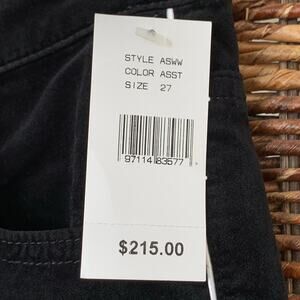 STYLE ASWW
COLOR ASST
SIZE 27
97114 83577
$215.00